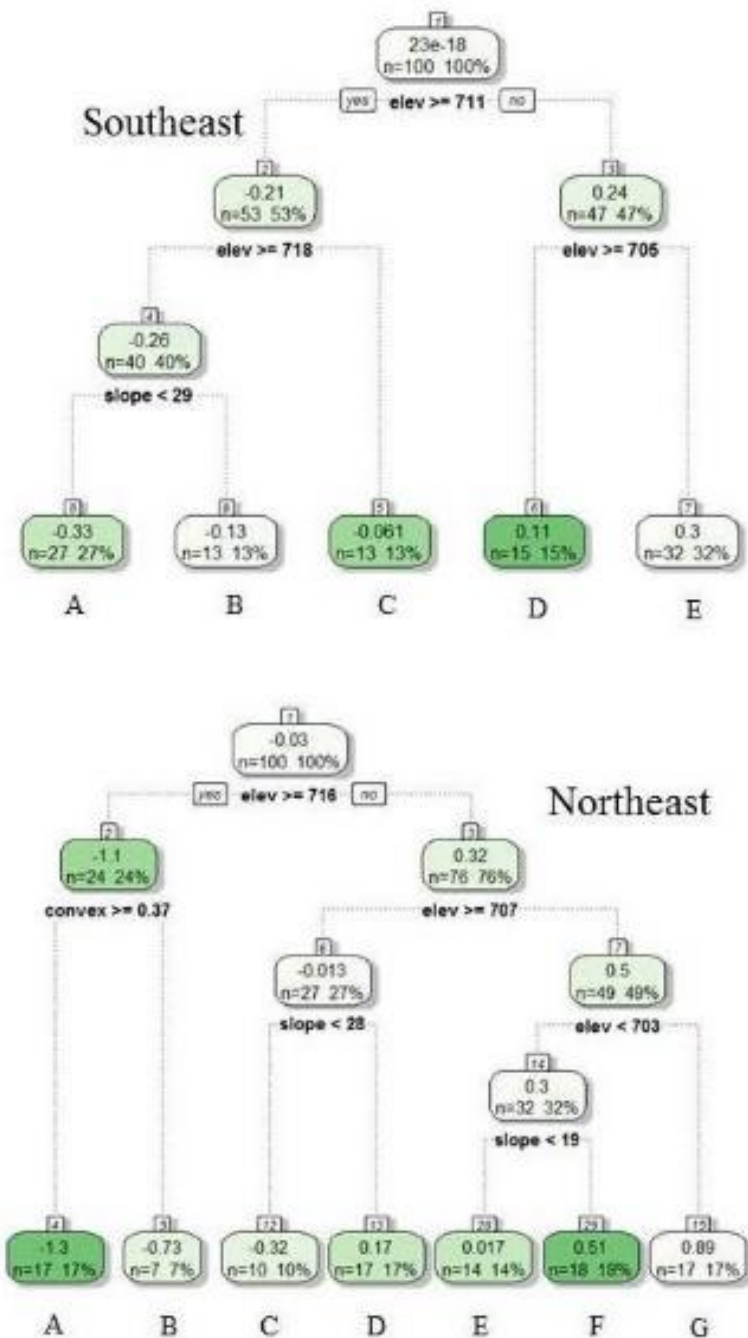 1
23e-18
n=100 100%
yes elev >= 711 no
Southeast
2 3
-0.21 0.24
n=53 53% n=47 47%
elev >= 718 elev >= 705
4
-0.26
n=40 40%
slope < 29
8 9 5 6 7
-0.33 -0.13 -0.061 0.11 0.3
n=27 27% n=13 13% n=13 13% n=15 15% n=32 32%
A B C D E
1
-0.03
n=100 100%
yes elev >= 716 no
Northeast
2 3
-1.1 0.32
n=24 24% n=76 76%
convex >= 0.37 elev >= 707
6 7
-0.013 0.5
n=27 27% n=49 49%
slope < 28 elev < 703
14
0.3
n=32 32%
slope < 19
4 5 12 13 28 29 15
-1.3 -0.73 -0.32 0.17 0.017 0.51 0.89
n=17 17% n=7 7% n=10 10% n=17 17% n=14 14% n=18 18% n=17 17%
A B C D E F G